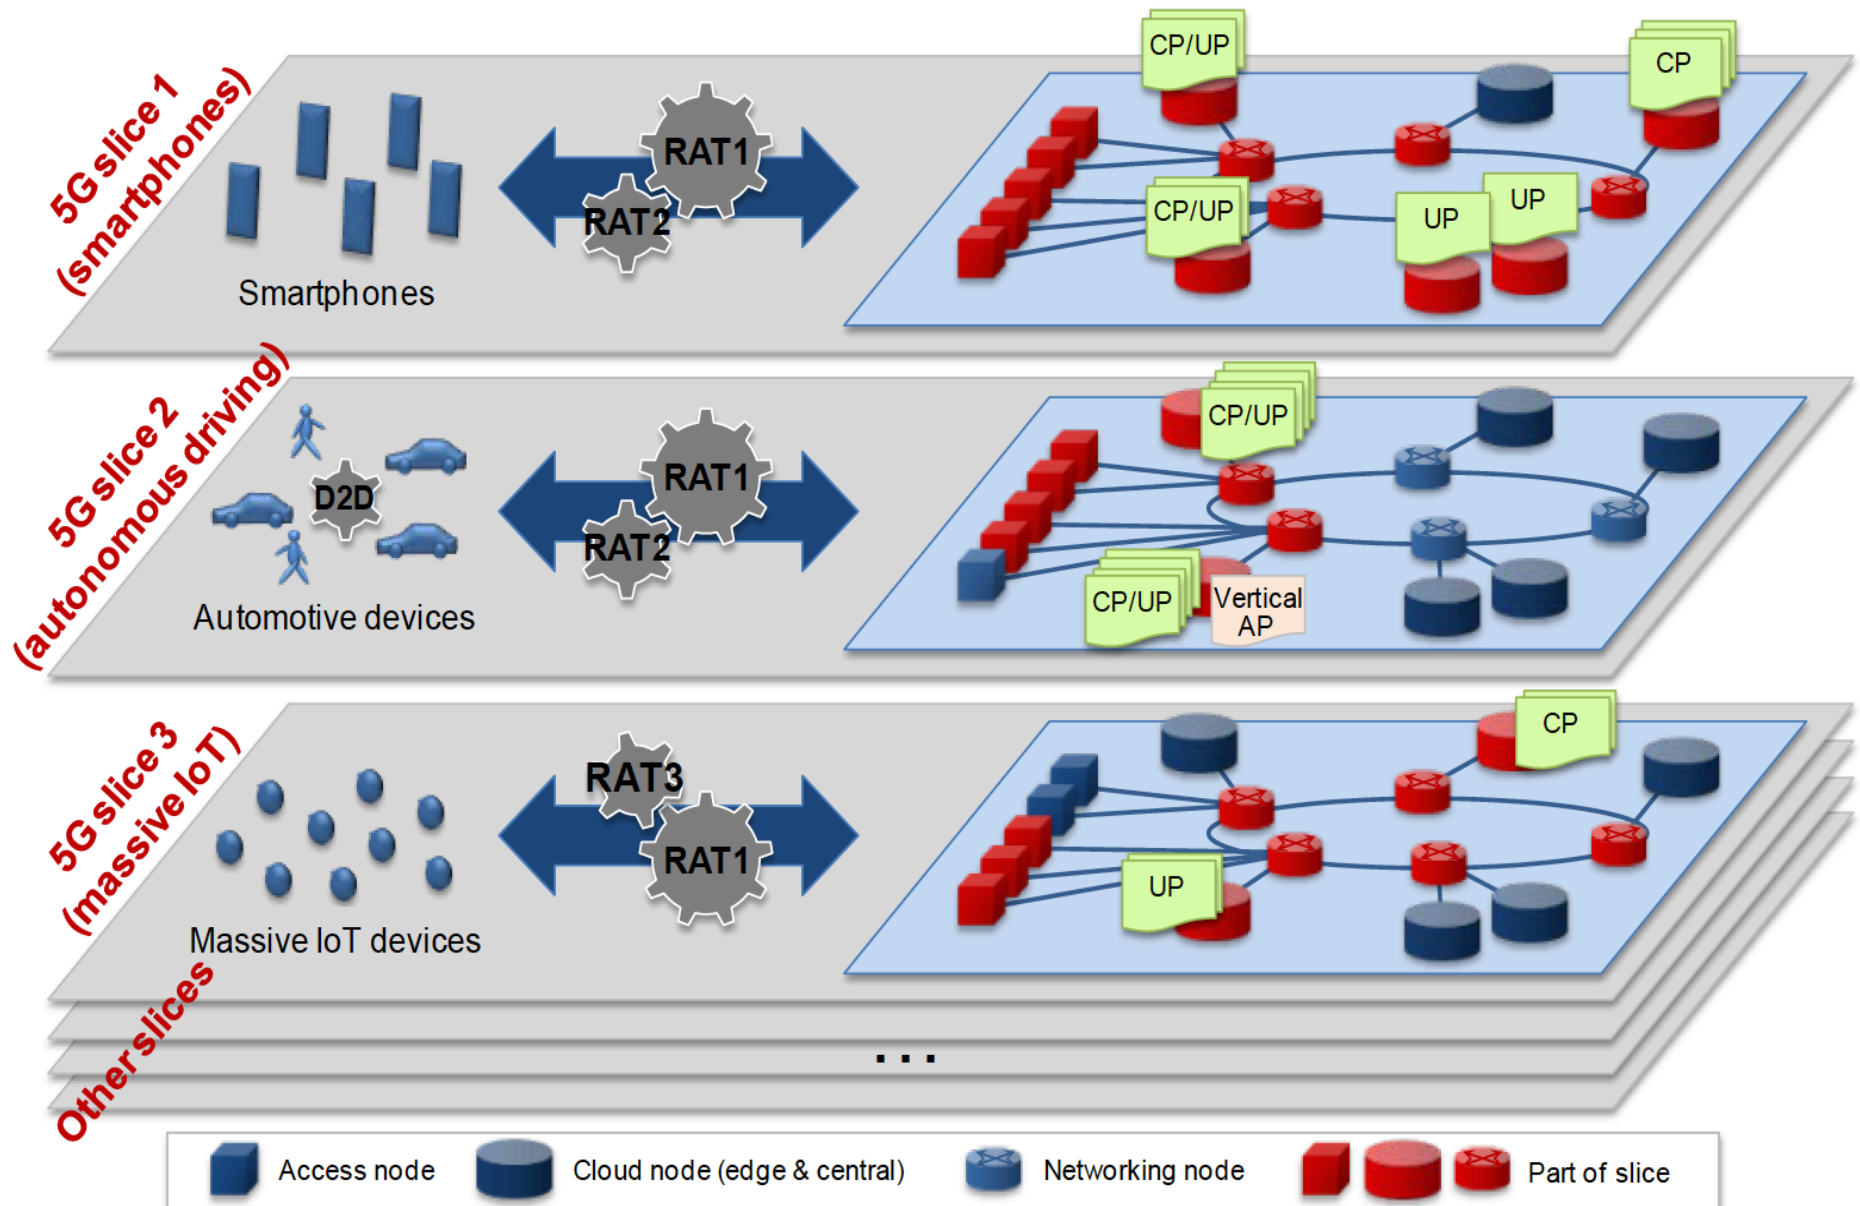 5G slice 1
(smartphones)
Smartphones
RAT1
RAT2
CP/UP
CP
CP/UP
UP
UP
5G slice 2
(autonomous driving)
D2D
Automotive devices
RAT1
RAT2
CP/UP
CP/UP
Vertical
AP
5G slice 3
(massive IoT)
Massive IoT devices
RAT3
RAT1
CP
UP
Other slices
...
Access node
Cloud node (edge & central)
Networking node
Part of slice